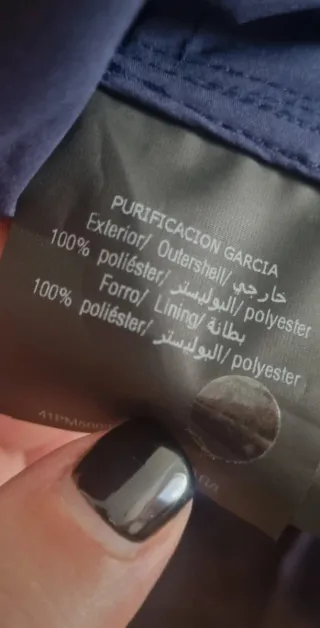 PURIFICACION GARCIA
Exterior/ Outershell/ خارجي
100% poliéster/ البوليستر/ polyester
Forro/ Lining/ بطانة
100% poliéster/ البوليستر/ polyester